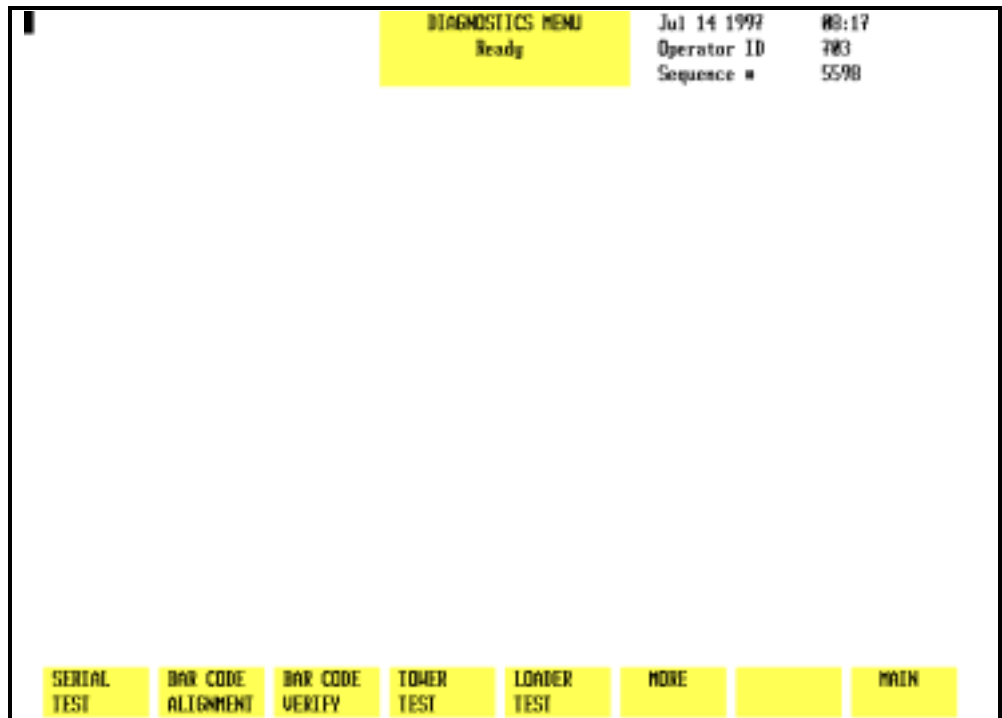 DIAGNOSTICS MENU
Ready
Jul 14 1997 08:17
Operator ID 703
Sequence # 5598
SERIAL TEST
BAR CODE ALIGNMENT
BAR CODE VERIFY
TOWER TEST
LOADER TEST
MORE
MAIN